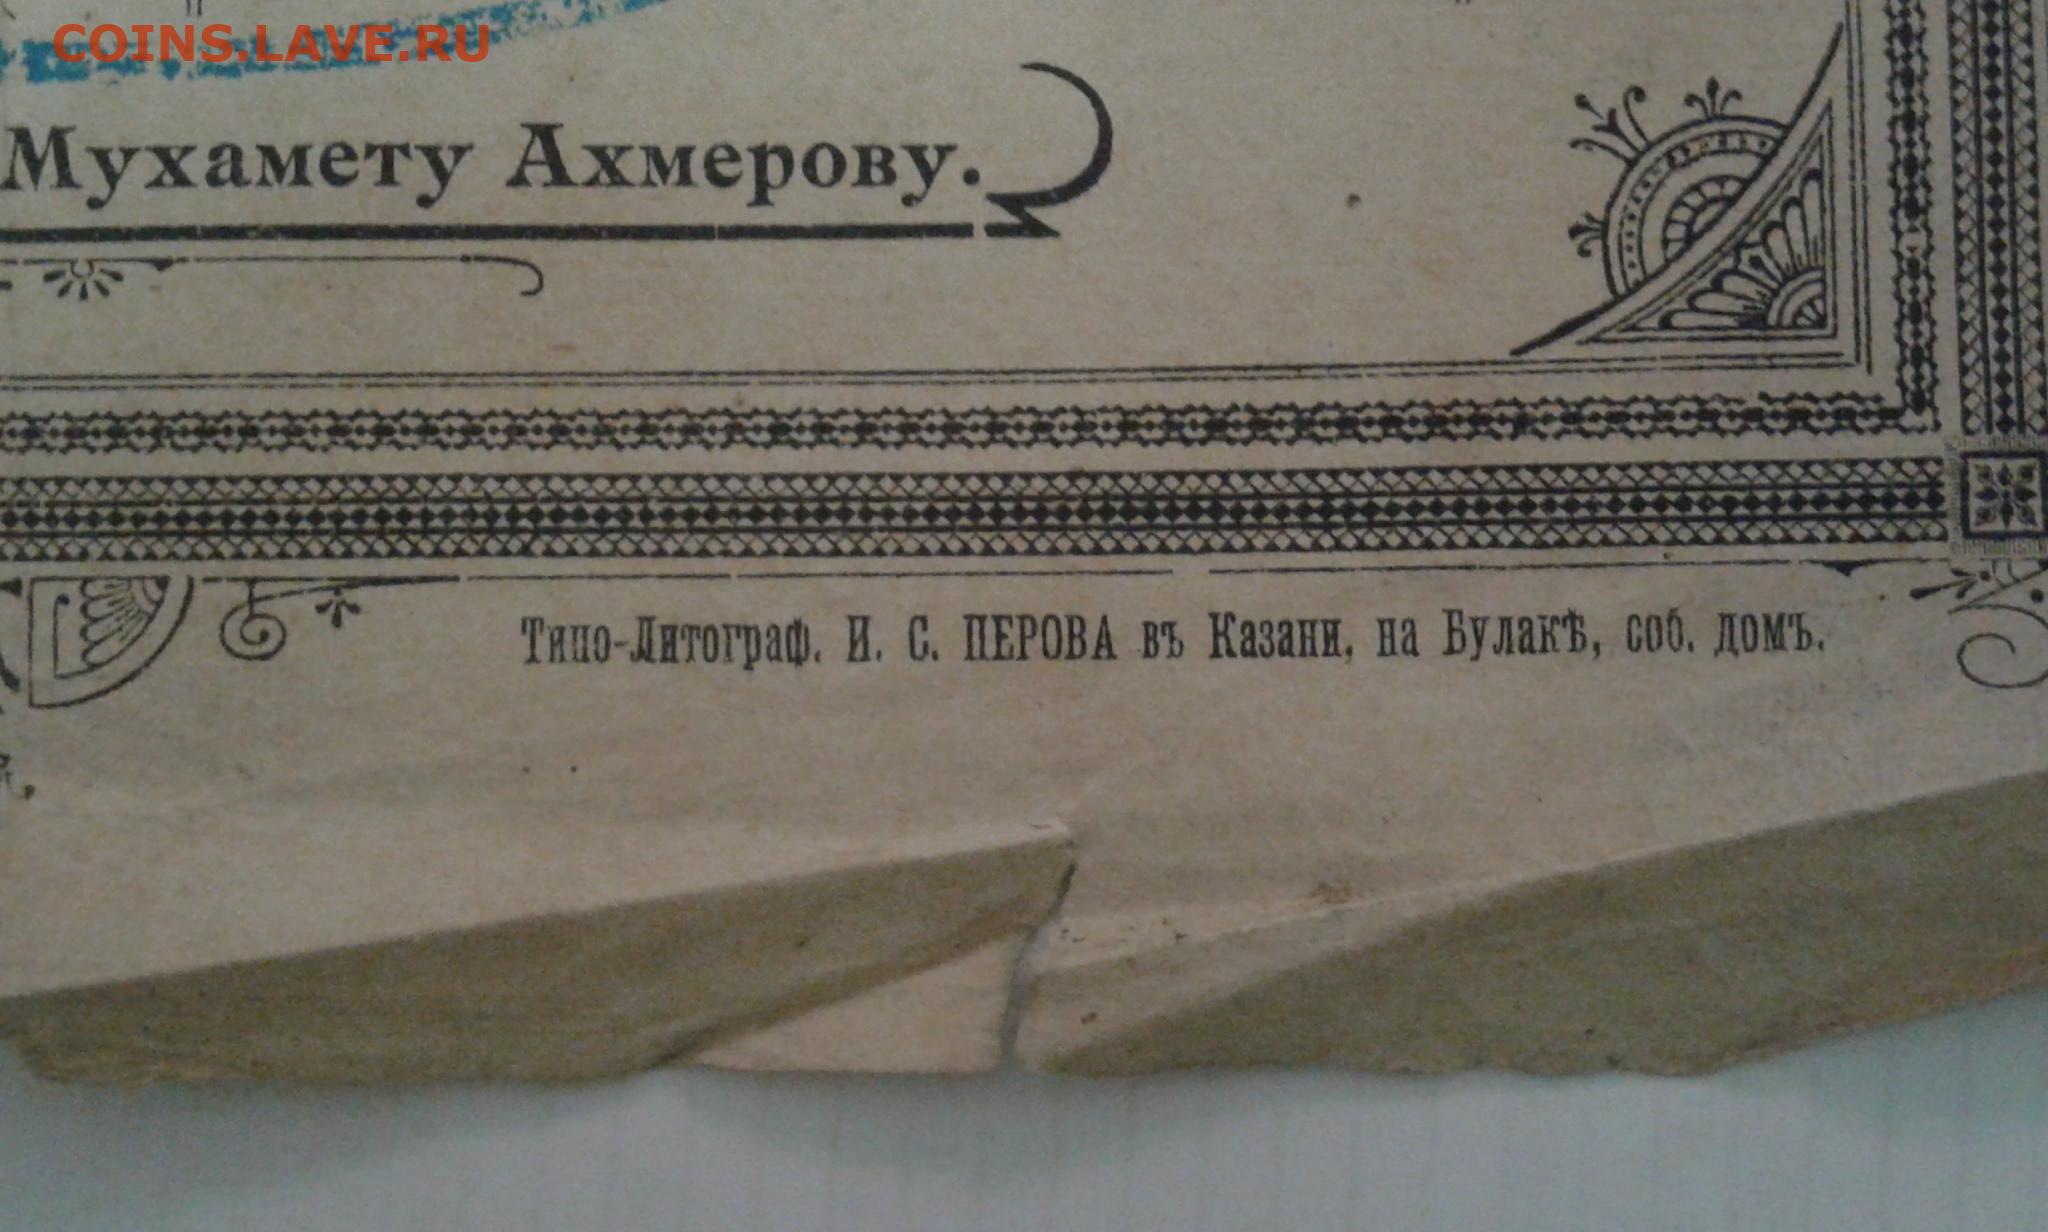 COINS.LAVE.RU
Мухамету Ахмерову.
Типо-Литограф. И. С. ПЕРОВА въ Казани, на Булакѣ, соб. домъ.